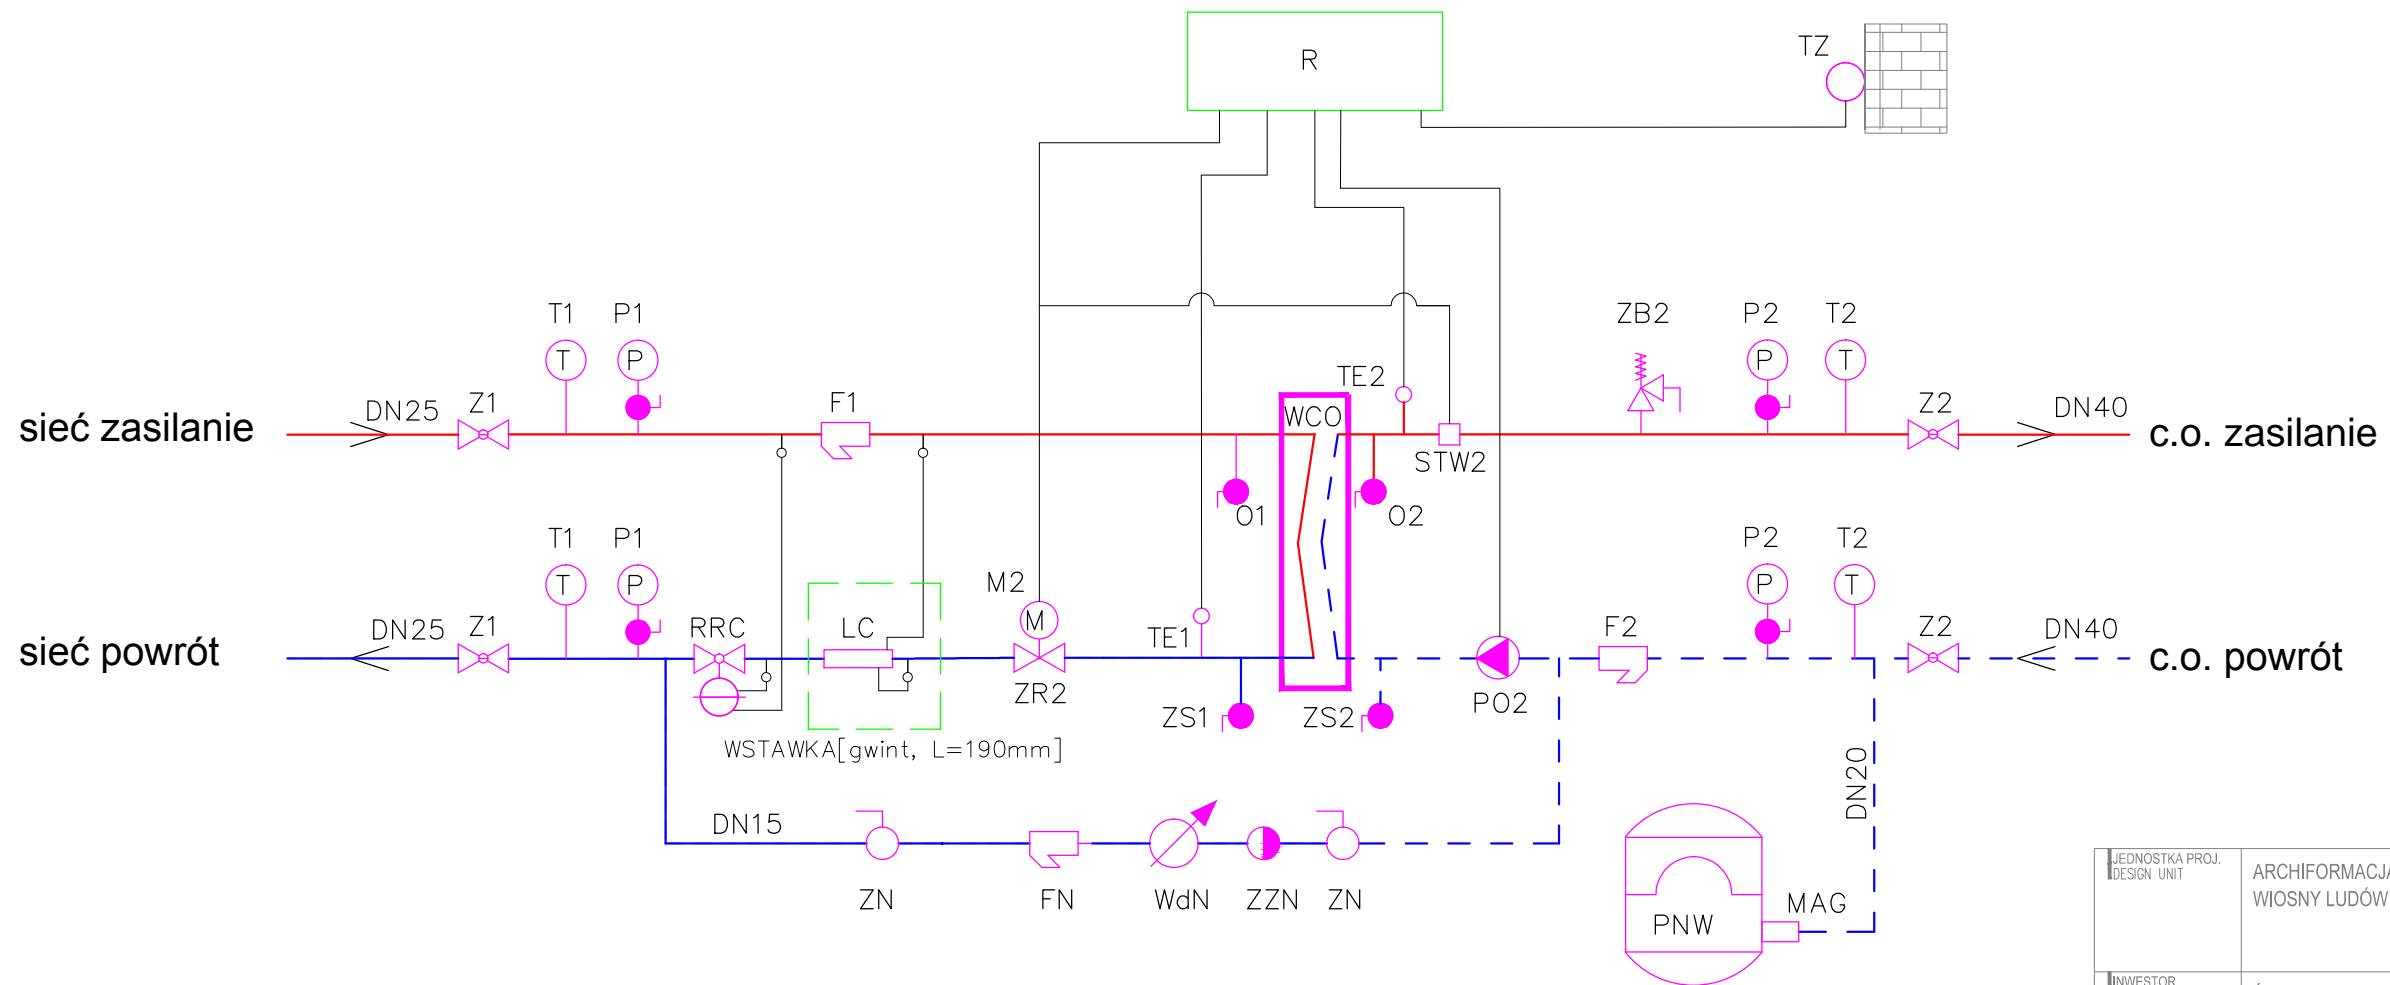 R
TZ
T1 P1
T P
DN25 Z1
F1
TE2
WCO
ZB2
P2 T2
P T
Z2
DN40
sieć zasilanie
c.o. zasilanie
STW2
O1
O2
T1 P1
T P
DN25 Z1
RRC
LC
M2
M
TE1
P2 T2
P T
F2
Z2
DN40
sieć powrót
c.o. powrót
ZR2
ZS1
ZS2
PO2
WSTAWKA[gwint, L=190mm]
DN20
DN15
ZN
FN
WdN
ZZN
ZN
PNW
MAG
JEDNOSTKA PROJ.
DESIGN UNIT
ARCHIFORMACJA
WIOSNY LUDÓW
INWESTOR